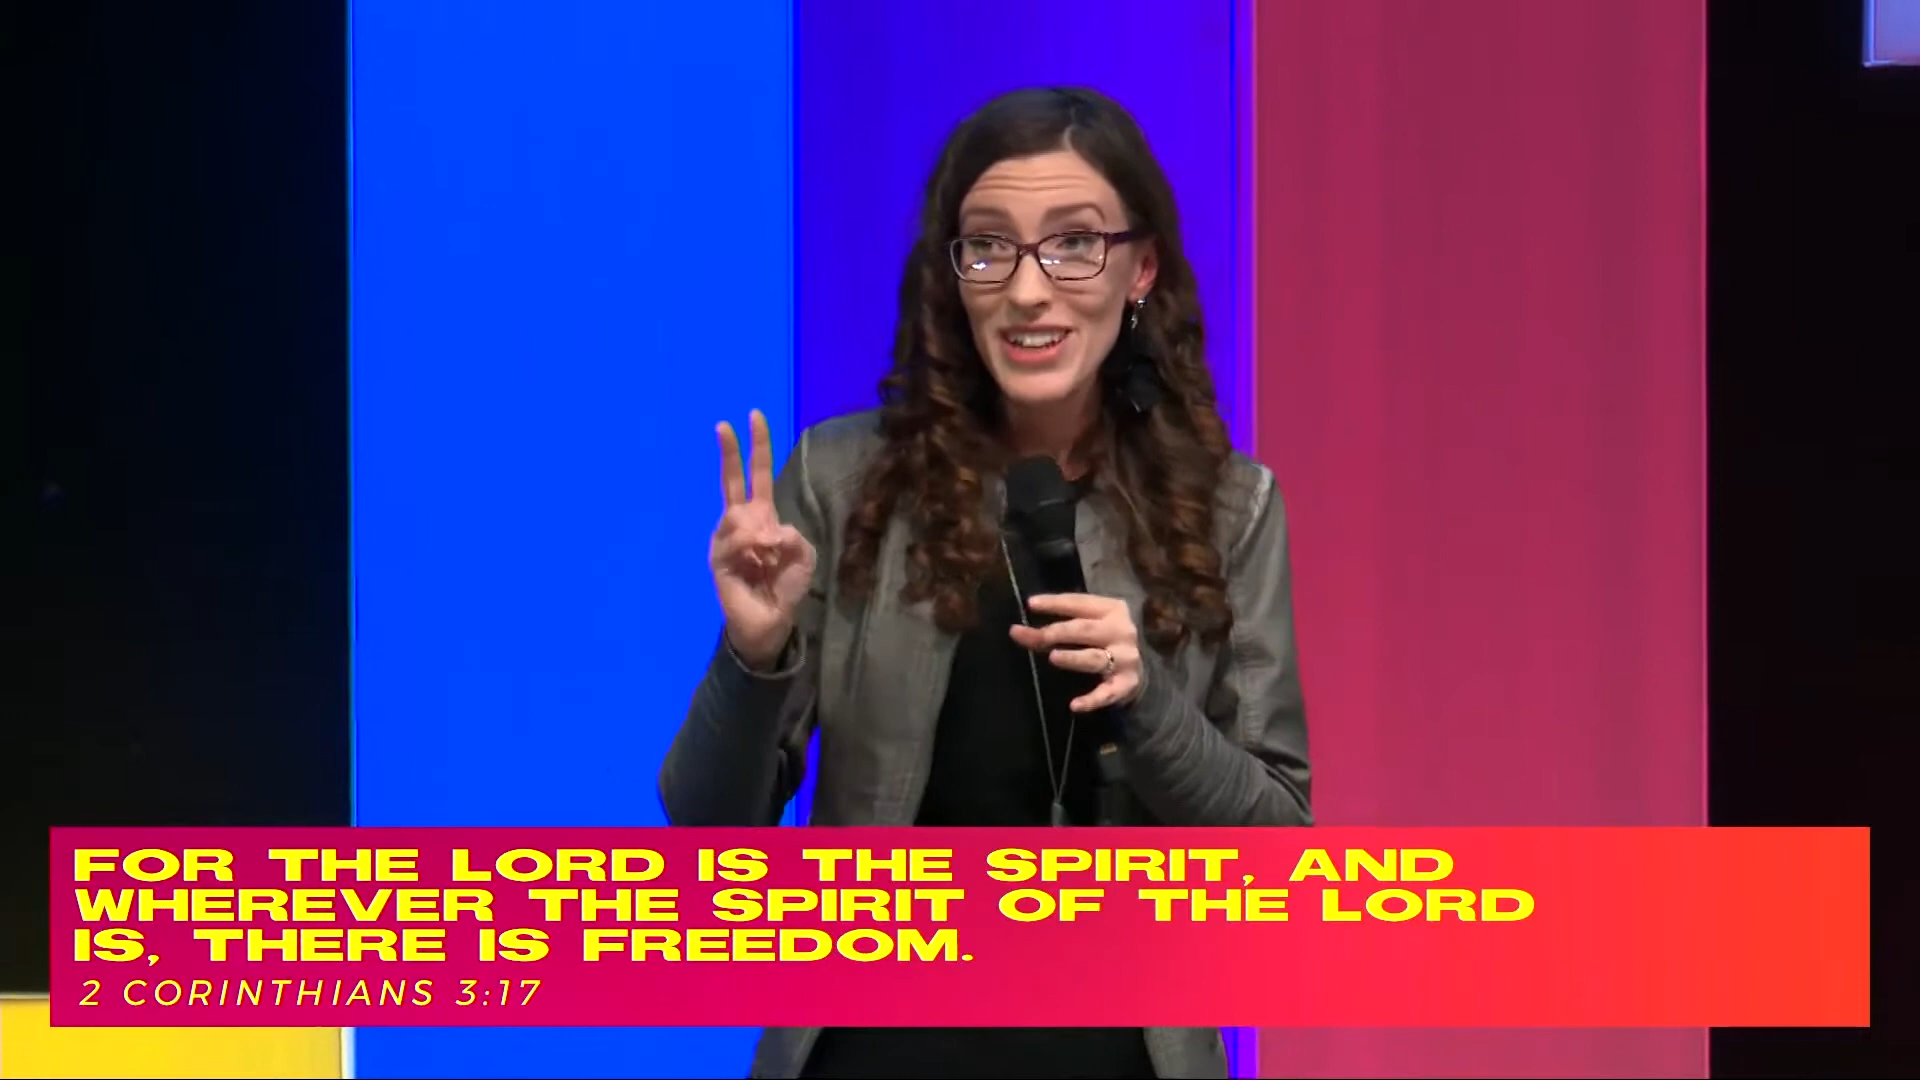 FOR THE LORD IS THE SPIRIT, AND
WHEREVER THE SPIRIT OF THE LORD
IS, THERE IS FREEDOM.
2 CORINTHIANS 3:17